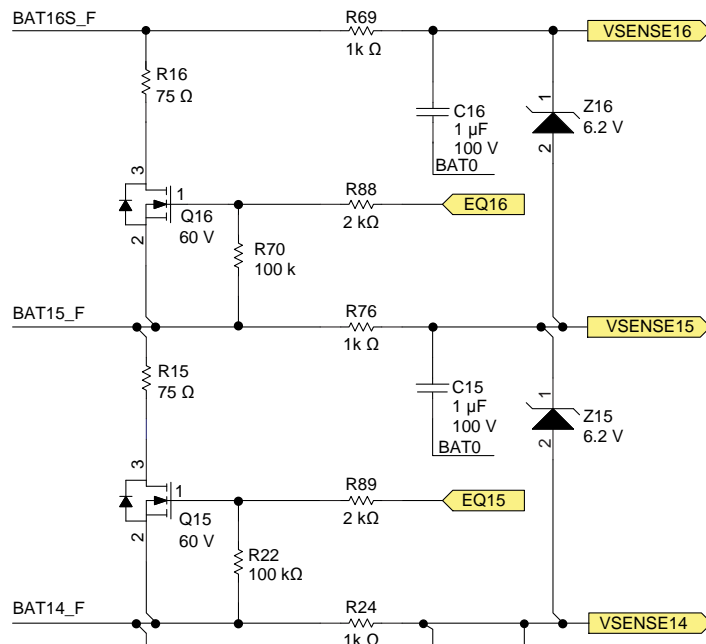 BAT16S_F
R69
1k Ω
VSENSE16
R16
75 Ω
C16
1 µF
100 V
BAT0
1
Z16
6.2 V
2
3
1
Q16
60 V
2
R88
2 kΩ
EQ16
R70
100 k
BAT15_F
R76
1k Ω
VSENSE15
R15
75 Ω
C15
1 µF
100 V
BAT0
1
Z15
6.2 V
2
3
1
Q15
60 V
2
R89
2 kΩ
EQ15
R22
100 kΩ
BAT14_F
R24
1k Ω
VSENSE14